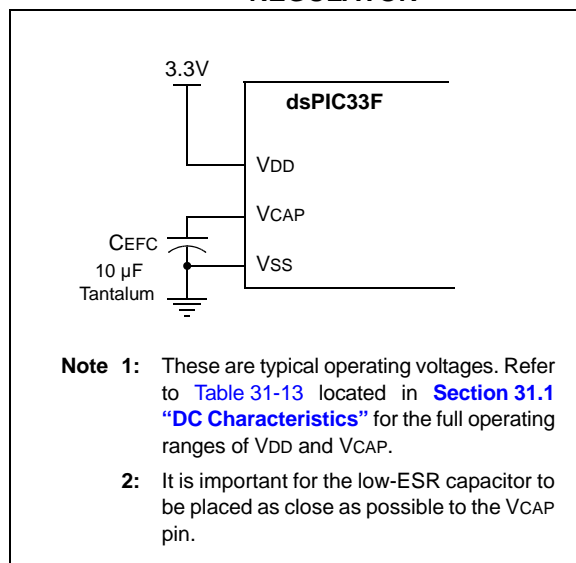 REGULATOR
3.3V
dsPIC33F
VDD
VCAP
CEFC
VSS
10 µF
Tantalum
Note 1: These are typical operating voltages. Refer
to Table 31-13 located in Section 31.1
“DC Characteristics” for the full operating
ranges of VDD and VCAP.
2: It is important for the low-ESR capacitor to
be placed as close as possible to the VCAP
pin.